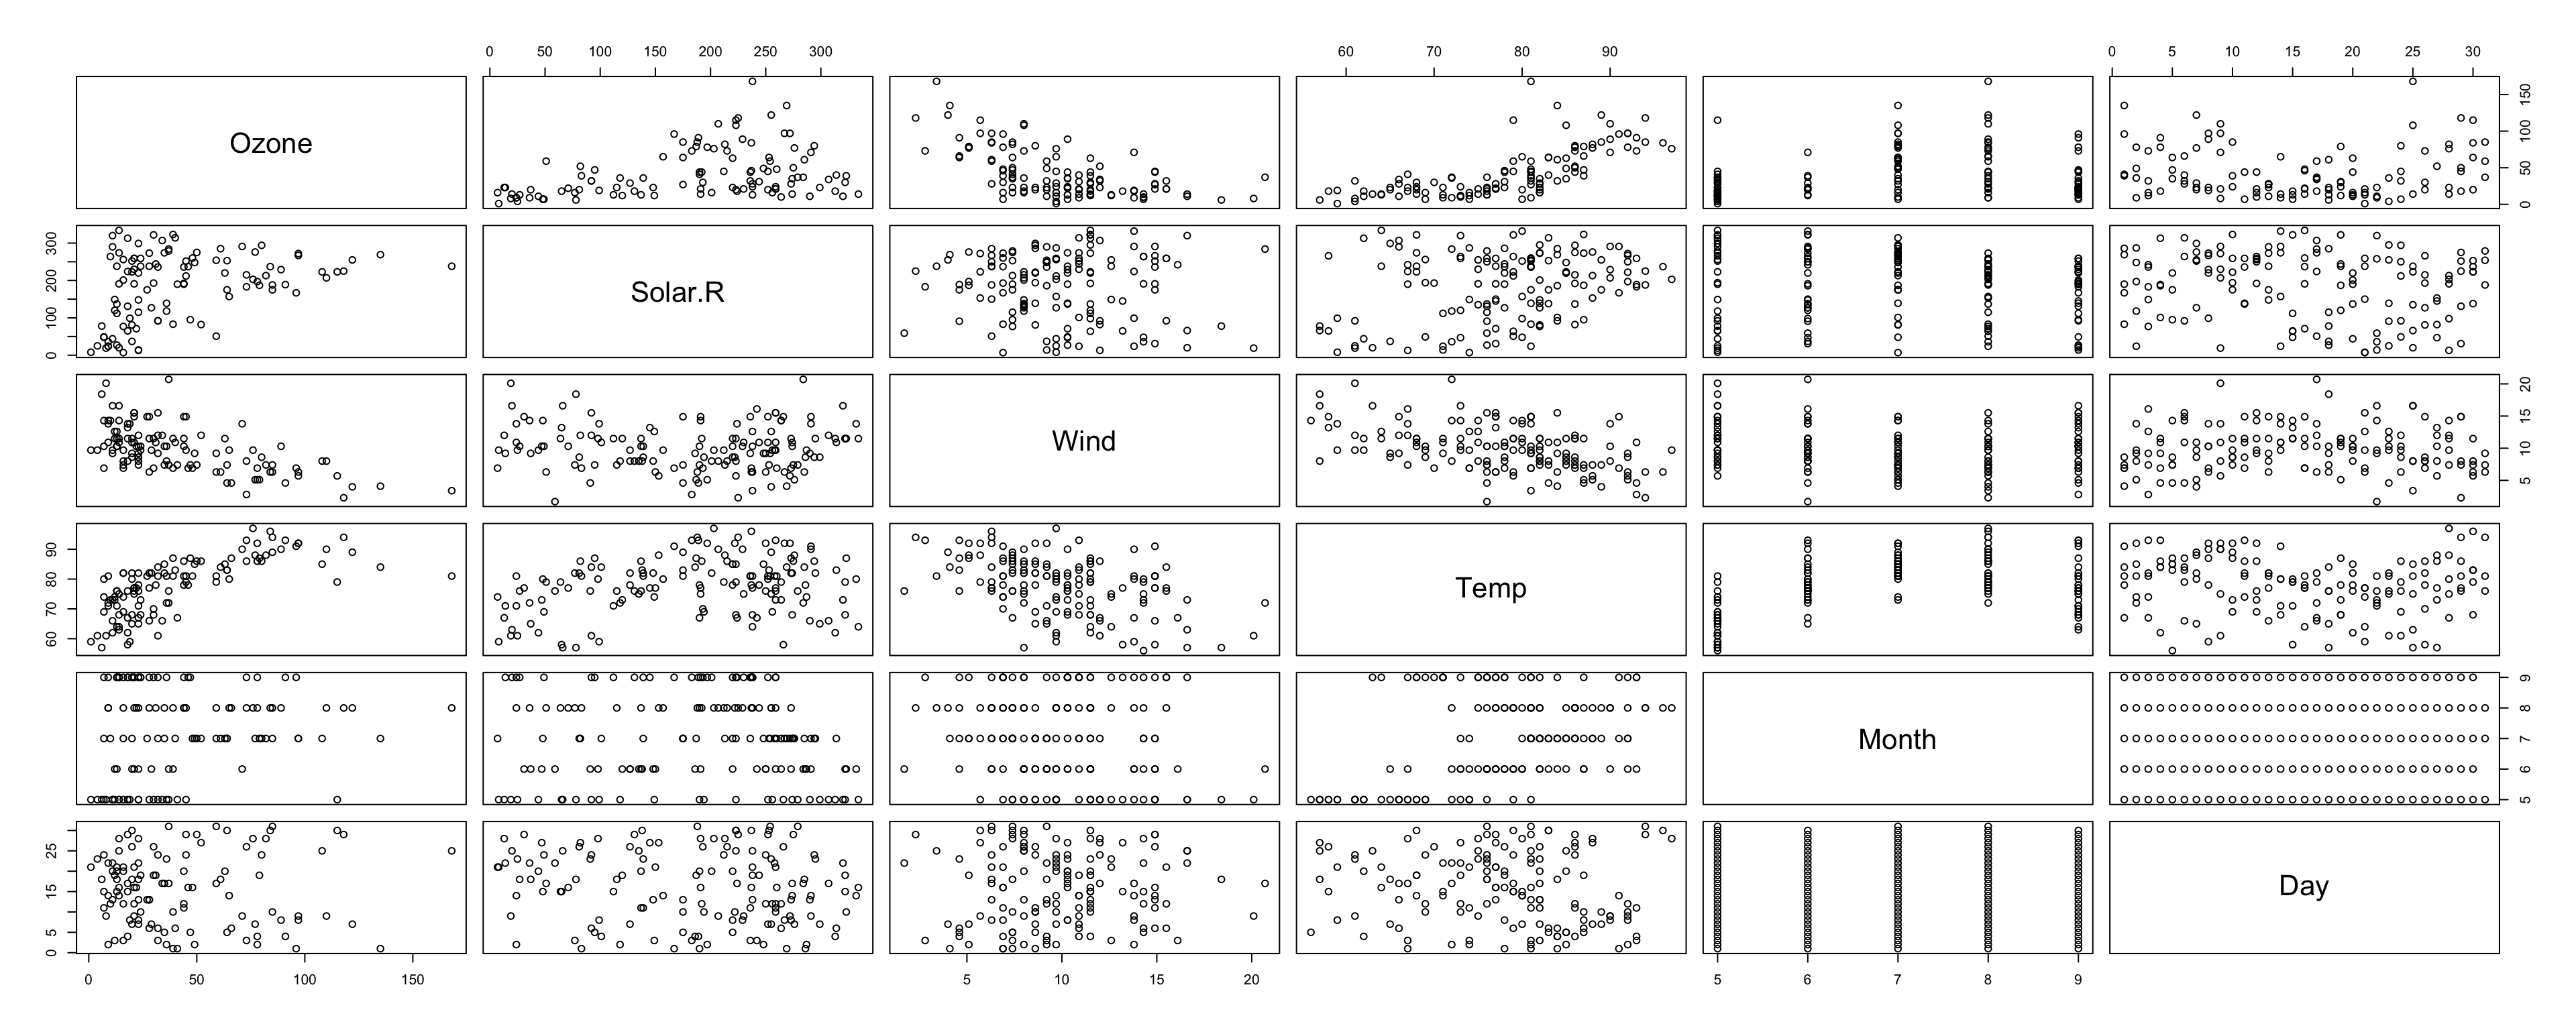 0 50 100 150 200 250 300 60 70 80 90 0 5 10 15 20 25 30
Ozone
0 50 100 150
0 100 200 300
Solar.R
Wind
5 10 15 20
60 70 80 90
Temp
Month
5 6 7 8 9
0 5 15 25
Day
0 50 100 150 5 10 15 20 5 6 7 8 9